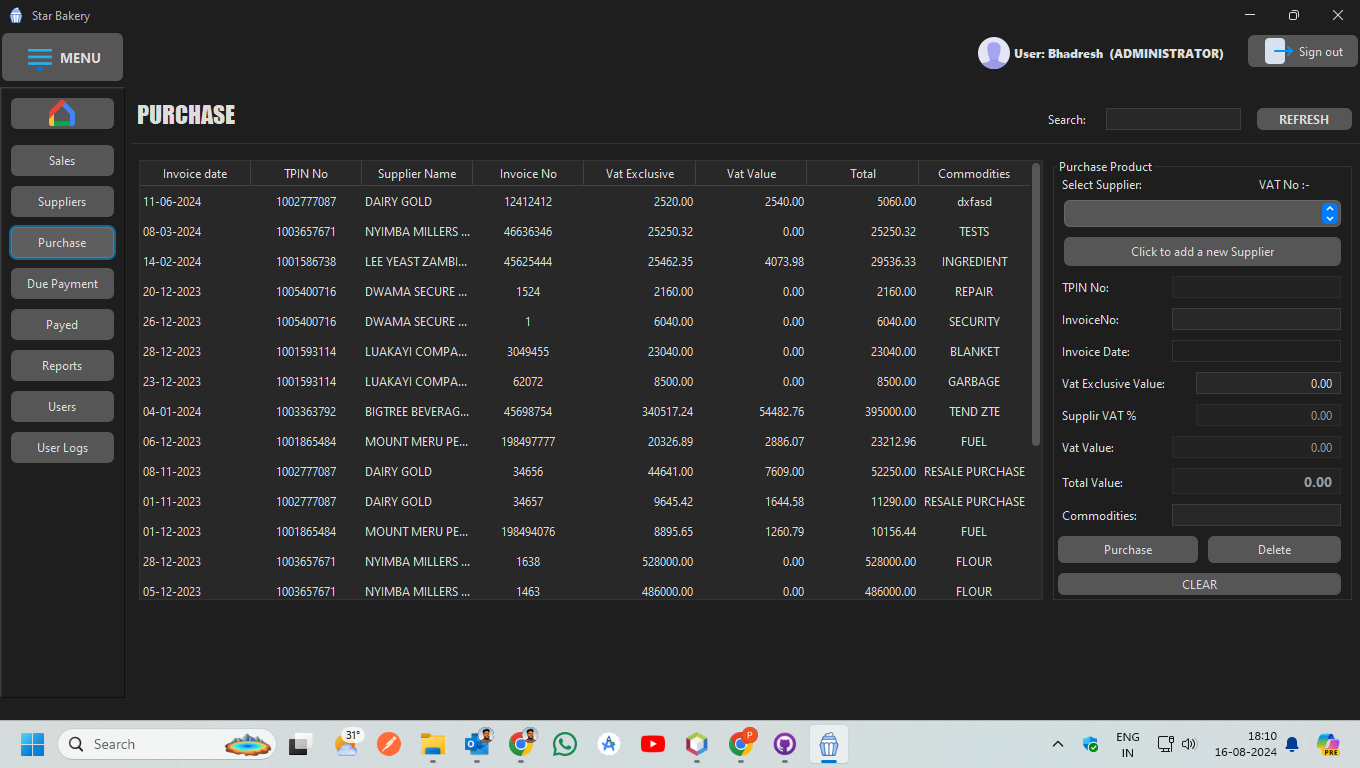 Star Bakery
MENU
User: Bhadresh (ADMINISTRATOR)
Sign out
Sales
Suppliers
Purchase
Due Payment
Payed
Reports
Users
User Logs
PURCHASE
Search:
REFRESH
Invoice date TPIN No Supplier Name Invoice No Vat Exclusive Vat Value Total Commodities
11-06-2024 1002777087 DAIRY GOLD 12412412 2520.00 2540.00 5060.00 dxfasd
08-03-2024 1003657671 NYIMBA MILLERS ... 46636346 25250.32 0.00 25250.32 TESTS
14-02-2024 1001586738 LEE YEAST ZAMBI... 45625444 25462.35 4073.98 29536.33 INGREDIENT
20-12-2023 1005400716 DWAMA SECURE ... 1524 2160.00 0.00 2160.00 REPAIR
26-12-2023 1005400716 DWAMA SECURE ... 1 6040.00 0.00 6040.00 SECURITY
28-12-2023 1001593114 LUAKAYI COMPA... 3049455 23040.00 0.00 23040.00 BLANKET
23-12-2023 1001593114 LUAKAYI COMPA... 62072 8500.00 0.00 8500.00 GARBAGE
04-01-2024 1003363792 BIGTREE BEVERAG... 45698754 340517.24 54482.76 395000.00 TEND ZTE
06-12-2023 1001865484 MOUNT MERU PE... 198497777 20326.89 2886.07 23212.96 FUEL
08-11-2023 1002777087 DAIRY GOLD 34656 44641.00 7609.00 52250.00 RESALE PURCHASE
01-11-2023 1002777087 DAIRY GOLD 34657 9645.42 1644.58 11290.00 RESALE PURCHASE
01-12-2023 1001865484 MOUNT MERU PE... 198494076 8895.65 1260.79 10156.44 FUEL
28-12-2023 1003657671 NYIMBA MILLERS ... 1638 528000.00 0.00 528000.00 FLOUR
05-12-2023 1003657671 NYIMBA MILLERS ... 1463 486000.00 0.00 486000.00 FLOUR
Purchase Product
Select Supplier: VAT No :-
Click to add a new Supplier
TPIN No:
InvoiceNo:
Invoice Date:
Vat Exclusive Value: 0.00
Supplir VAT % 0.00
Vat Value: 0.00
Total Value: 0.00
Commodities:
Purchase Delete
CLEAR
Search
31°
P
ENG
IN
18:10
16-08-2024
PRE